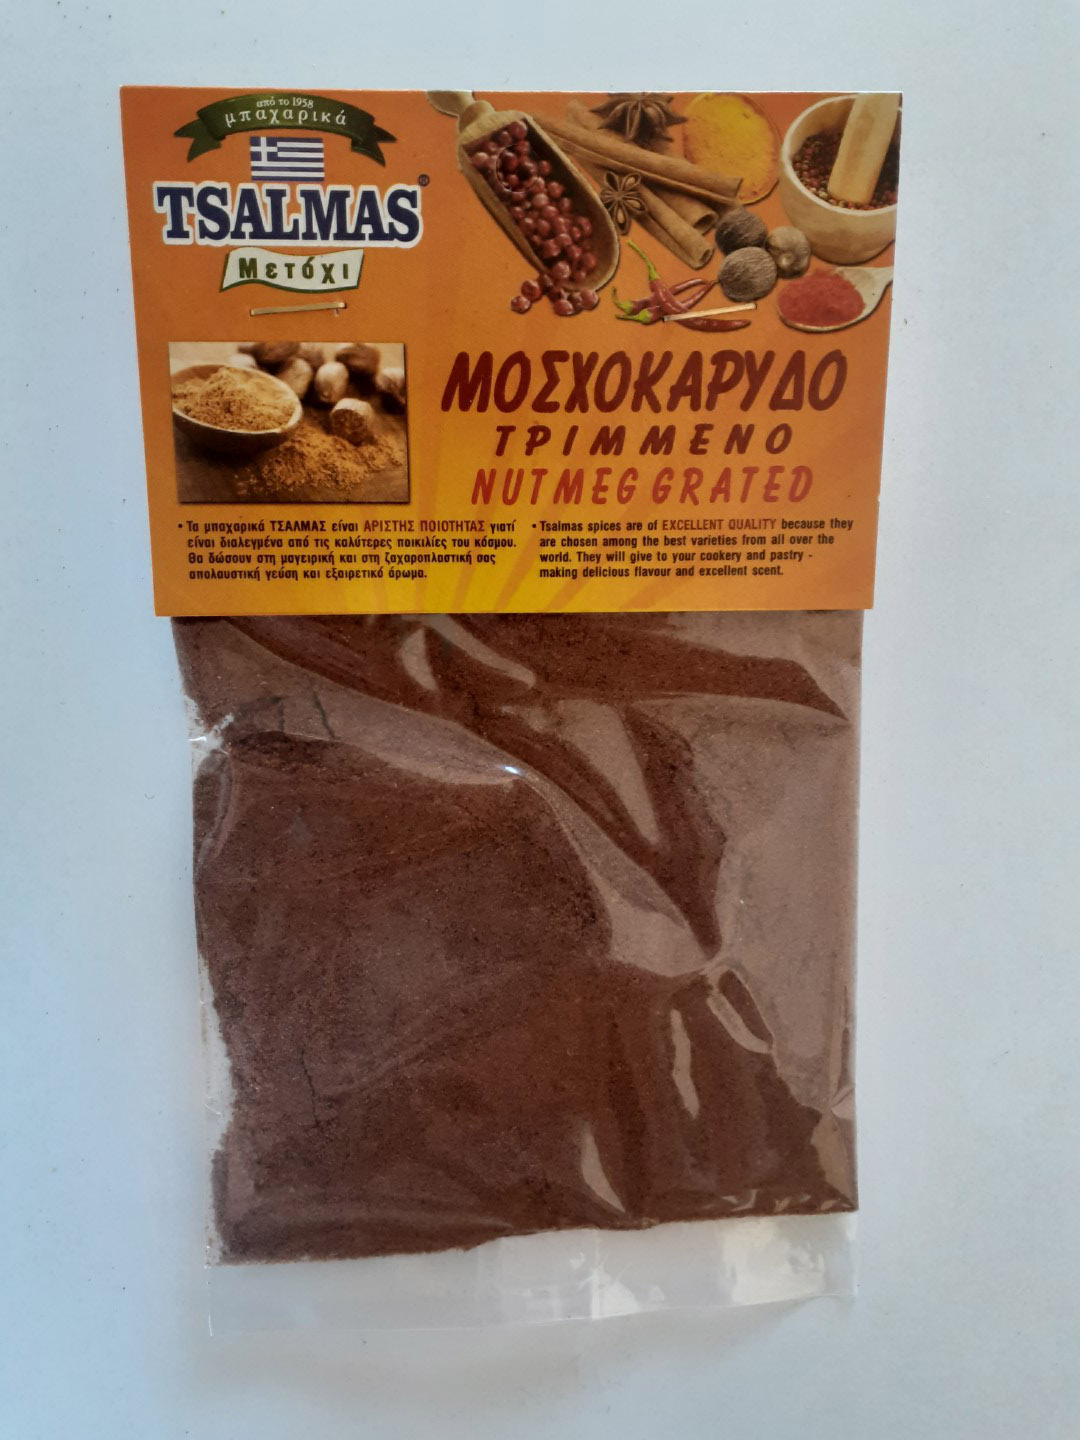 από το 1958
μπαχαρικά
TSALMAS®
Μετόχι
ΜΟΣΧΟΚΑΡΥΔΟ
ΤΡΙΜΜΕΝΟ
NUTMEG GRATED
• Τα μπαχαρικά ΤΣΑΛΜΑΣ είναι ΑΡΙΣΤΗΣ ΠΟΙΟΤΗΤΑΣ γιατί
είναι διαλεγμένα από τις καλύτερες ποικιλίες του κόσμου.
Θα δώσουν στη μαγειρική και στη ζαχαροπλαστική σας
απολαυστική γεύση και εξαιρετικό άρωμα.
• Tsalmas spices are of EXCELLENT QUALITY because they
are chosen among the best varieties from all over the
world. They will give to your cookery and pastry -
making delicious flavour and excellent scent.